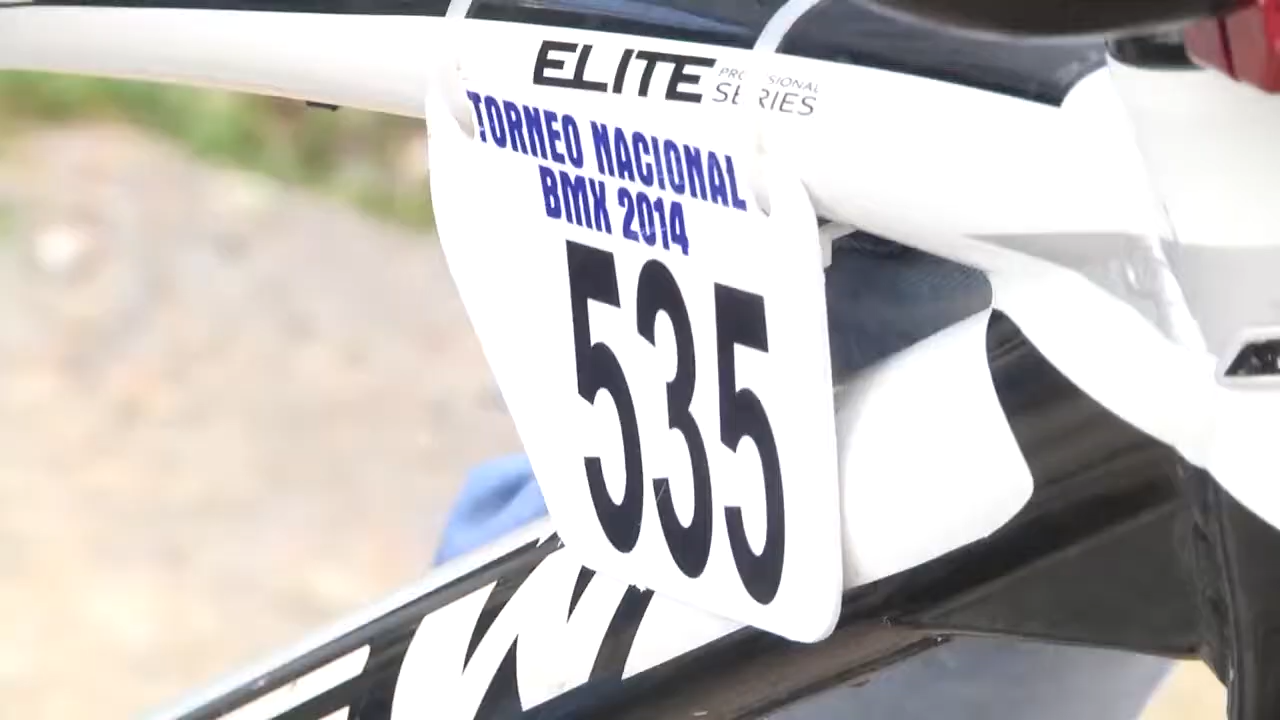 ELITE PROFESSIONAL
SERIES
TORNEO NACIONAL
BMX 2014
535